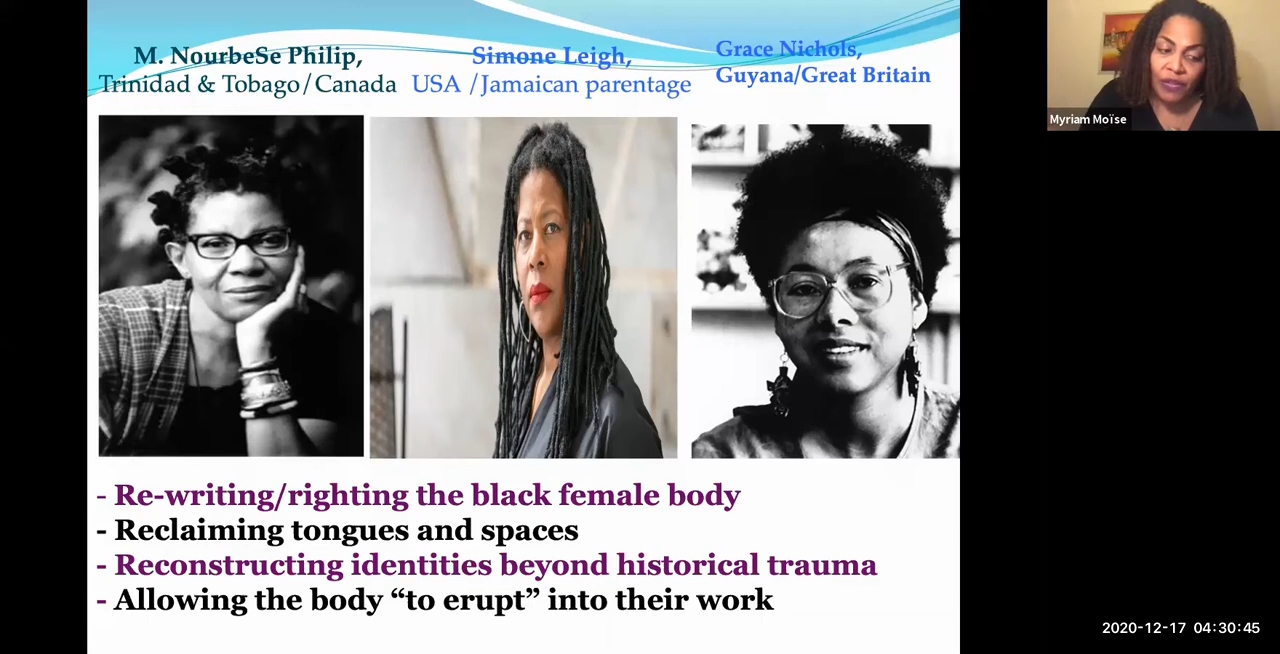 M. NourbeSe Philip,
Trinidad & Tobago/Canada
Simone Leigh,
USA /Jamaican parentage
Grace Nichols,
Guyana/Great Britain
Myriam Moïse
- Re-writing/righting the black female body
- Reclaiming tongues and spaces
- Reconstructing identities beyond historical trauma
- Allowing the body “to erupt” into their work
2020-12-17 04:30:45